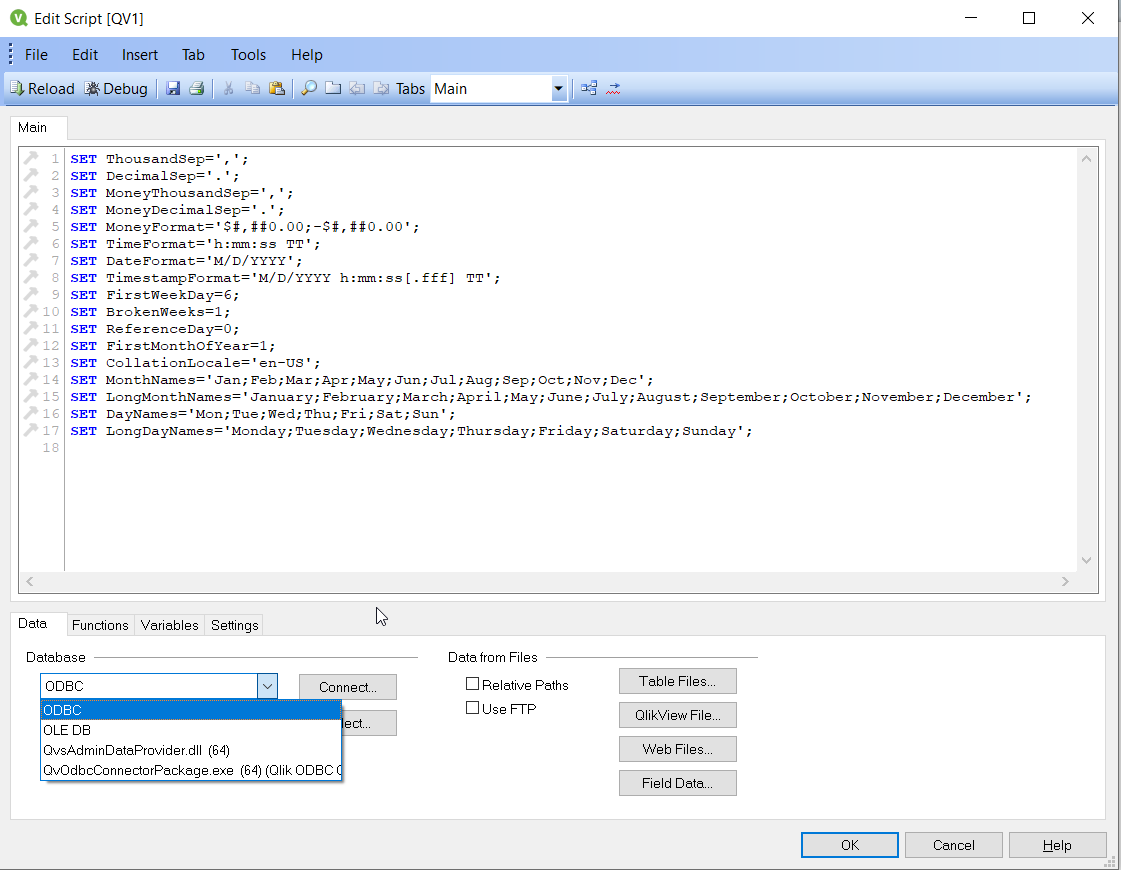 Edit Script [QV1]
File Edit Insert Tab Tools Help
Reload Debug Tabs Main
Main
1 SET ThousandSep=',';
2 SET DecimalSep='.';
3 SET MoneyThousandSep=',';
4 SET MoneyDecimalSep='.';
5 SET MoneyFormat='$#,##0.00;-$#,##0.00';
6 SET TimeFormat='h:mm:ss TT';
7 SET DateFormat='M/D/YYYY';
8 SET TimestampFormat='M/D/YYYY h:mm:ss[.fff] TT';
9 SET FirstWeekDay=6;
10 SET BrokenWeeks=1;
11 SET ReferenceDay=0;
12 SET FirstMonthOfYear=1;
13 SET CollationLocale='en-US';
14 SET MonthNames='Jan;Feb;Mar;Apr;May;Jun;Jul;Aug;Sep;Oct;Nov;Dec';
15 SET LongMonthNames='January;February;March;April;May;June;July;August;September;October;November;December';
16 SET DayNames='Mon;Tue;Wed;Thu;Fri;Sat;Sun';
17 SET LongDayNames='Monday;Tuesday;Wednesday;Thursday;Friday;Saturday;Sunday';
18
Data Functions Variables Settings
Database
ODBC
Connect...
ODBC
lect...
OLE DB
QvsAdminDataProvider.dll (64)
QvOdbcConnectorPackage.exe (64) (Qlik ODBC
Data from Files
Relative Paths
Use FTP
Table Files...
QlikView File...
Web Files...
Field Data...
OK Cancel Help